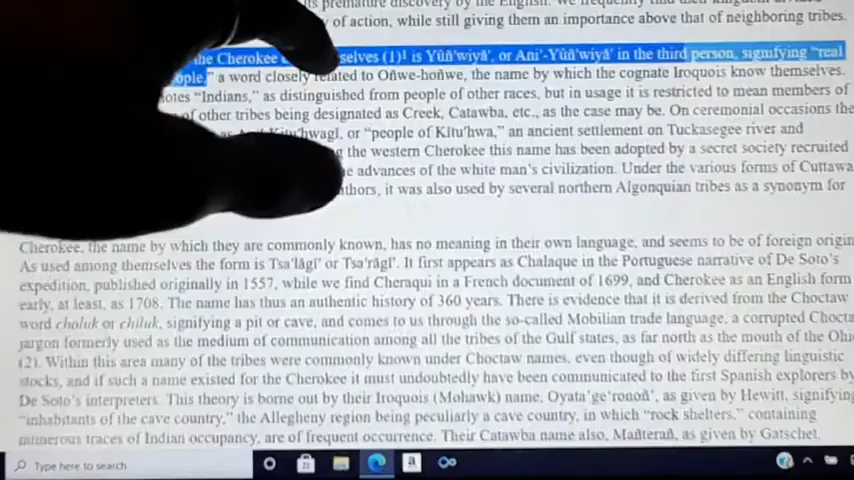 its premature discovery by the English. We frequently find their kingdom
of action, while still giving them an importance above that of neighboring tribes.
the Cherokee selves (1)¹ is Yûñ'wiyă', or Ani'-Yûñ'wiyă' in the third person, signifying "real
ople," a word closely related to Oñwe-hoñwe, the name by which the cognate Iroquois know themselves.
otes "Indians," as distinguished from people of other races, but in usage it is restricted to mean members of
of other tribes being designated as Creek, Catawba, etc., as the case may be. On ceremonial occasions the
as Ani'-Kitu'hwagĭ, or "people of Kĭtu'hwa," an ancient settlement on Tuckasegee river and
the western Cherokee this name has been adopted by a secret society recruited
e advances of the white man's civilization. Under the various forms of Cuttawa
thors, it was also used by several northern Algonquian tribes as a synonym for
Cherokee, the name by which they are commonly known, has no meaning in their own language, and seems to be of foreign origin
As used among themselves the form is Tsa'lăgĭ' or Tsa'răgĭ'. It first appears as Chalaque in the Portuguese narrative of De Soto's
expedition, published originally in 1557, while we find Cheraqui in a French document of 1699, and Cherokee as an English form
early, at least, as 1708. The name has thus an authentic history of 360 years. There is evidence that it is derived from the Choctaw
word choluk or chiluk, signifying a pit or cave, and comes to us through the so-called Mobilian trade language, a corrupted Chocta
jargon formerly used as the medium of communication among all the tribes of the Gulf states, as far north as the mouth of the Ohi
(2). Within this area many of the tribes were commonly known under Choctaw names, even though of widely differing linguistic
stocks, and if such a name existed for the Cherokee it must undoubtedly have been communicated to the first Spanish explorers by
De Soto's interpreters. This theory is borne out by their Iroquois (Mohawk) name, Oyata'ge'ronoñ', as given by Hewitt, signifying
"inhabitants of the cave country," the Allegheny region being peculiarly a cave country, in which "rock shelters," containing
numerous traces of Indian occupancy, are of frequent occurrence. Their Catawba name also, Mañterañ, as given by Gatschet,
Type here to search